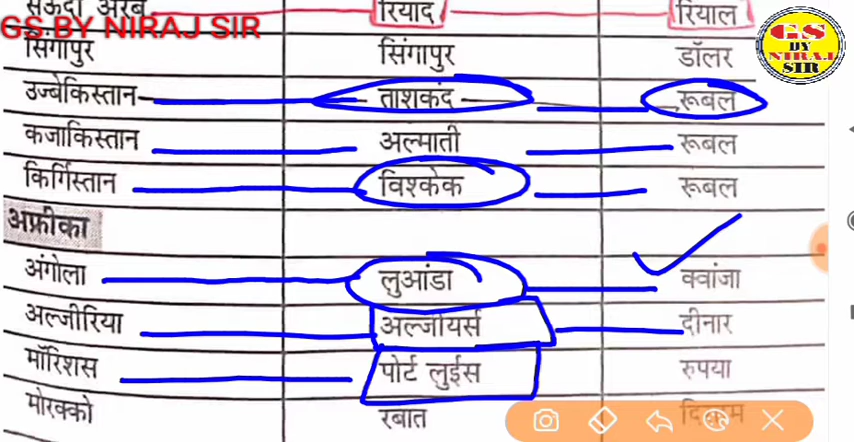 सऊदी अरब रियाद रियाल
GS BY NIRAJ SIR
GS
BY
NIRAJ
SIR
सिंगापुर सिंगापुर डॉलर
उज्बेकिस्तान ताशकंद रूबल
कजाकिस्तान अल्माती रूबल
किर्गिस्तान विश्केक रूबल
अफ्रीका
अंगोला लुआंडा क्वांजा
अल्जीरिया अल्जीयर्स दीनार
मॉरिशस पोर्ट लुईस रुपया
मोरक्को रबात